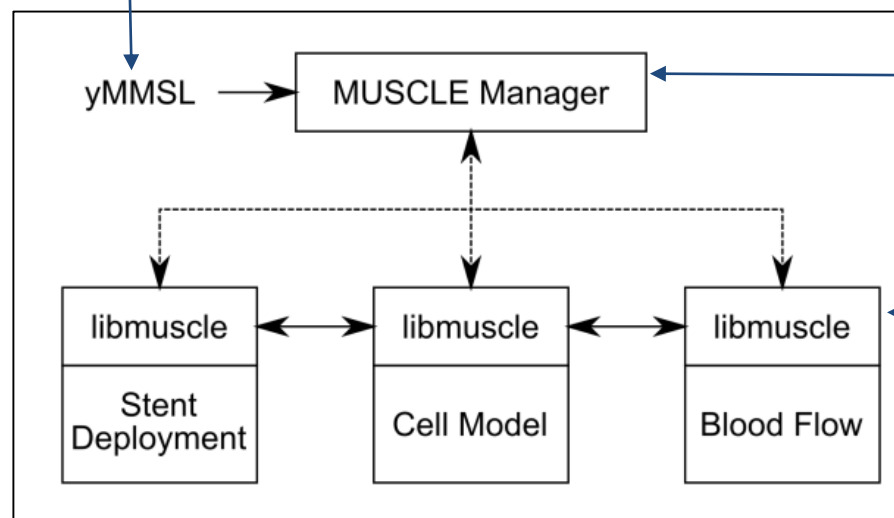 yMMSL
MUSCLE Manager
libmuscle
libmuscle
libmuscle
Stent
Deployment
Cell Model
Blood Flow